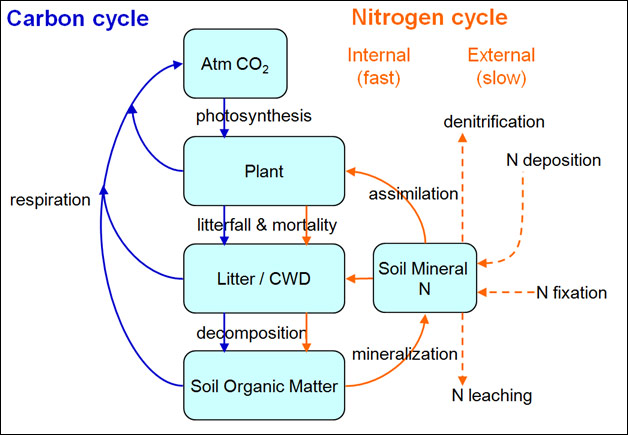 Carbon cycle
Nitrogen cycle
Internal
(fast)
External
(slow)
Atm CO₂
photosynthesis
denitrification
N deposition
Plant
assimilation
respiration
litterfall & mortality
Litter / CWD
Soil Mineral
N
N fixation
decomposition
mineralization
Soil Organic Matter
N leaching